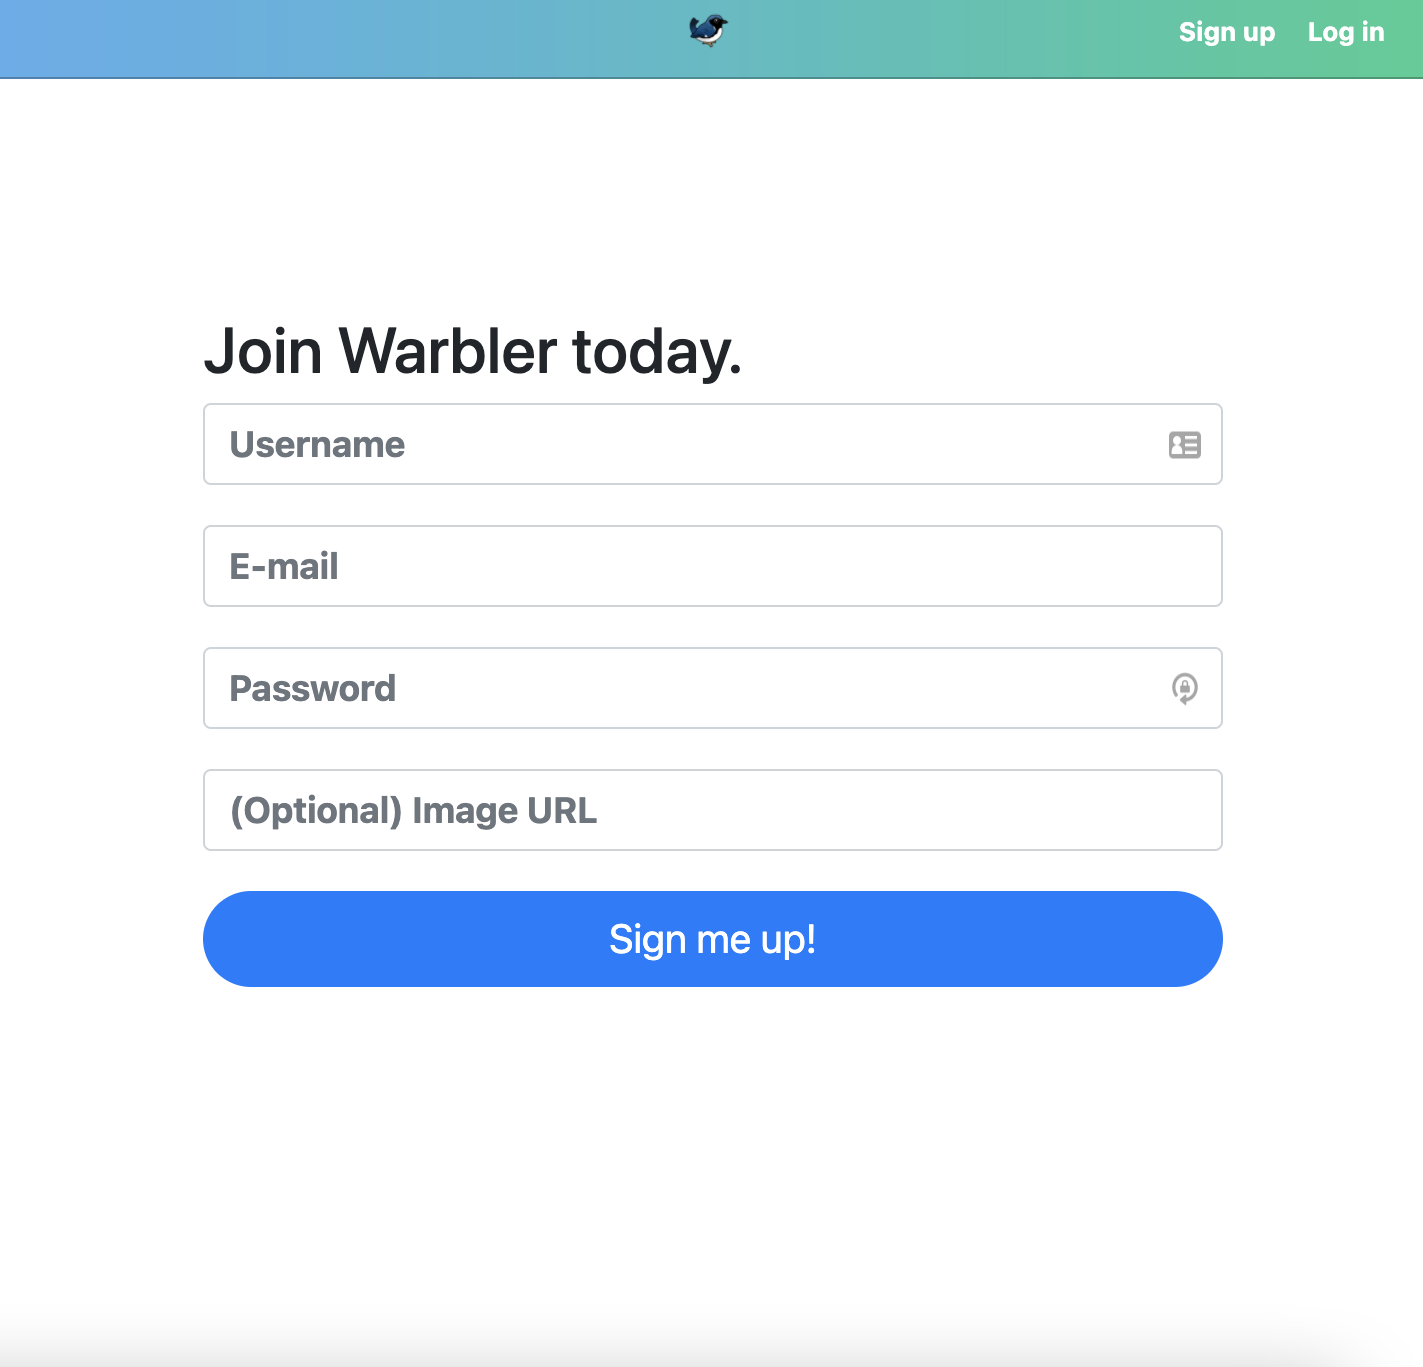 Sign up Log in
Join Warbler today.
Username
E-mail
Password
(Optional) Image URL
Sign me up!